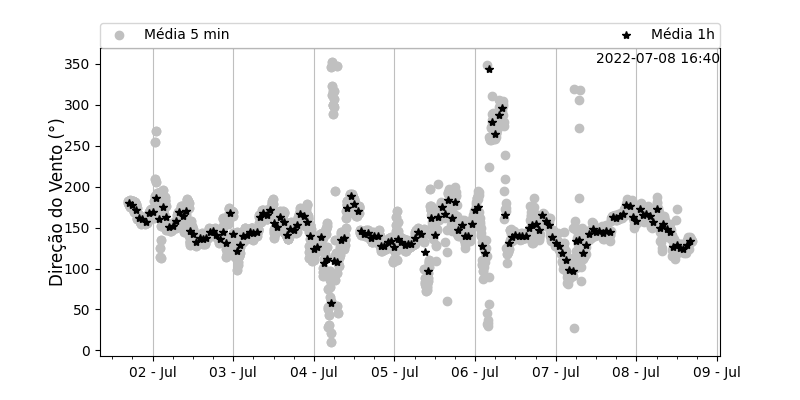 Média 5 min
Média 1h
2022-07-08 16:40
Direção do Vento (°)
350
300
250
200
150
100
50
0
02 - Jul
03 - Jul
04 - Jul
05 - Jul
06 - Jul
07 - Jul
08 - Jul
09 - Jul